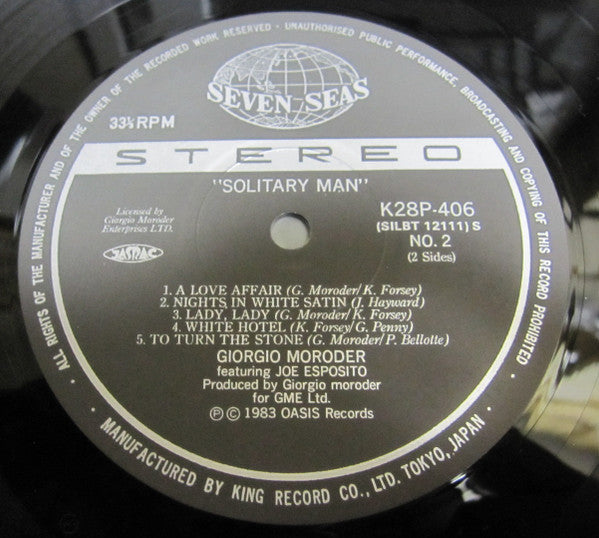 · ALL RIGHTS OF THE MANUFACTURER AND OF THE OWNER OF THE RECORDED WORK RESERVED · UNAUTHORISED PUBLIC PERFORMANCE, BROADCASTING AND COPYING OF THIS RECORD PROHIBITED ·
SEVEN SEAS
33⅓RPM
STEREO
"SOLITARY MAN"
Licensed by
Giorgio Moroder
Enterprises LTD.
JASRAC
K28P-406
(SILBT 12111) S
NO. 2
(2 Sides)
1. A LOVE AFFAIR (G. Moroder/K. Forsey)
2. NIGHTS IN WHITE SATIN (J. Hayward)
3. LADY, LADY (G. Moroder/K. Forsey)
4. WHITE HOTEL (K. Forsey/G. Penny)
5. TO TURN THE STONE (G. Moroder/P. Bellotte)
GIORGIO MORODER
featuring JOE ESPOSITO
Produced by Giorgio moroder
for GME Ltd.
Ⓟ © 1983 OASIS Records
· MANUFACTURED BY KING RECORD CO., LTD. TOKYO, JAPAN ·